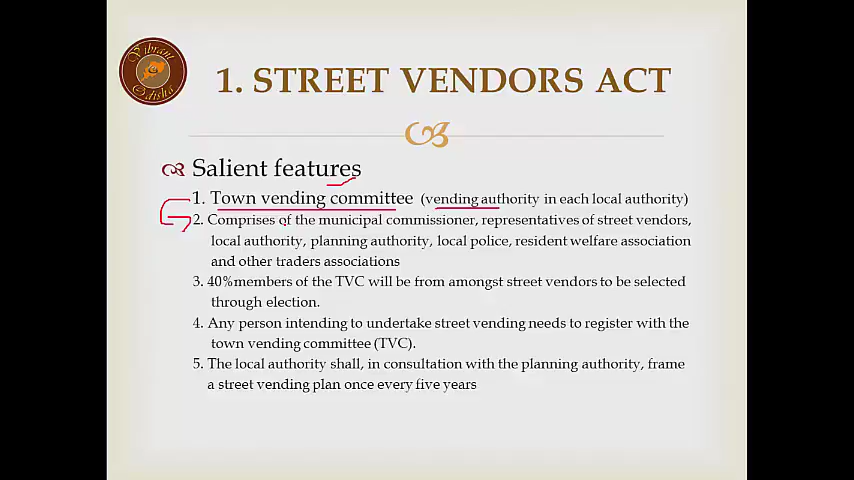 Vibrant
Odisha
1. STREET VENDORS ACT
Salient features
1. Town vending committee (vending authority in each local authority)
2. Comprises of the municipal commissioner, representatives of street vendors,
local authority, planning authority, local police, resident welfare association
and other traders associations
3. 40%members of the TVC will be from amongst street vendors to be selected
through election.
4. Any person intending to undertake street vending needs to register with the
town vending committee (TVC).
5. The local authority shall, in consultation with the planning authority, frame
a street vending plan once every five years